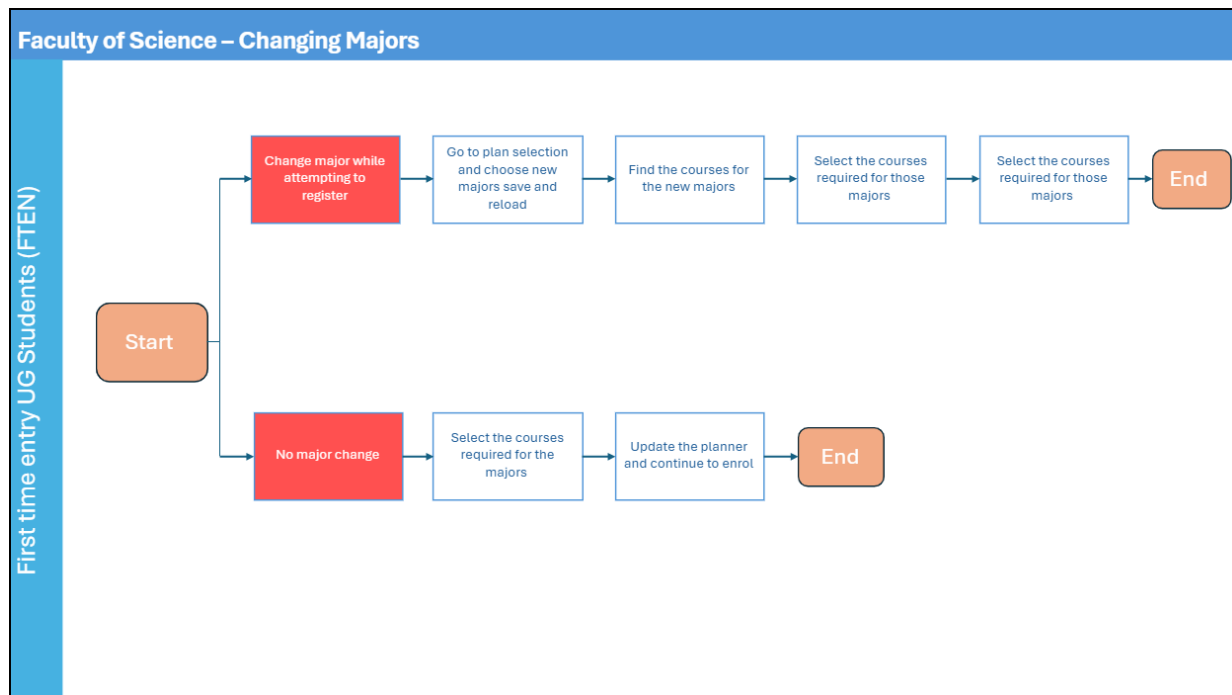 Faculty of Science – Changing Majors
First time entry UG Students (FTEN)
Start
Change major while
attempting to
register
Go to plan selection
and choose new
majors save and
reload
Find the courses for
the new majors
Select the courses
required for those
majors
Select the courses
required for those
majors
End
No major change
Select the courses
required for the
majors
Update the planner
and continue to enrol
End